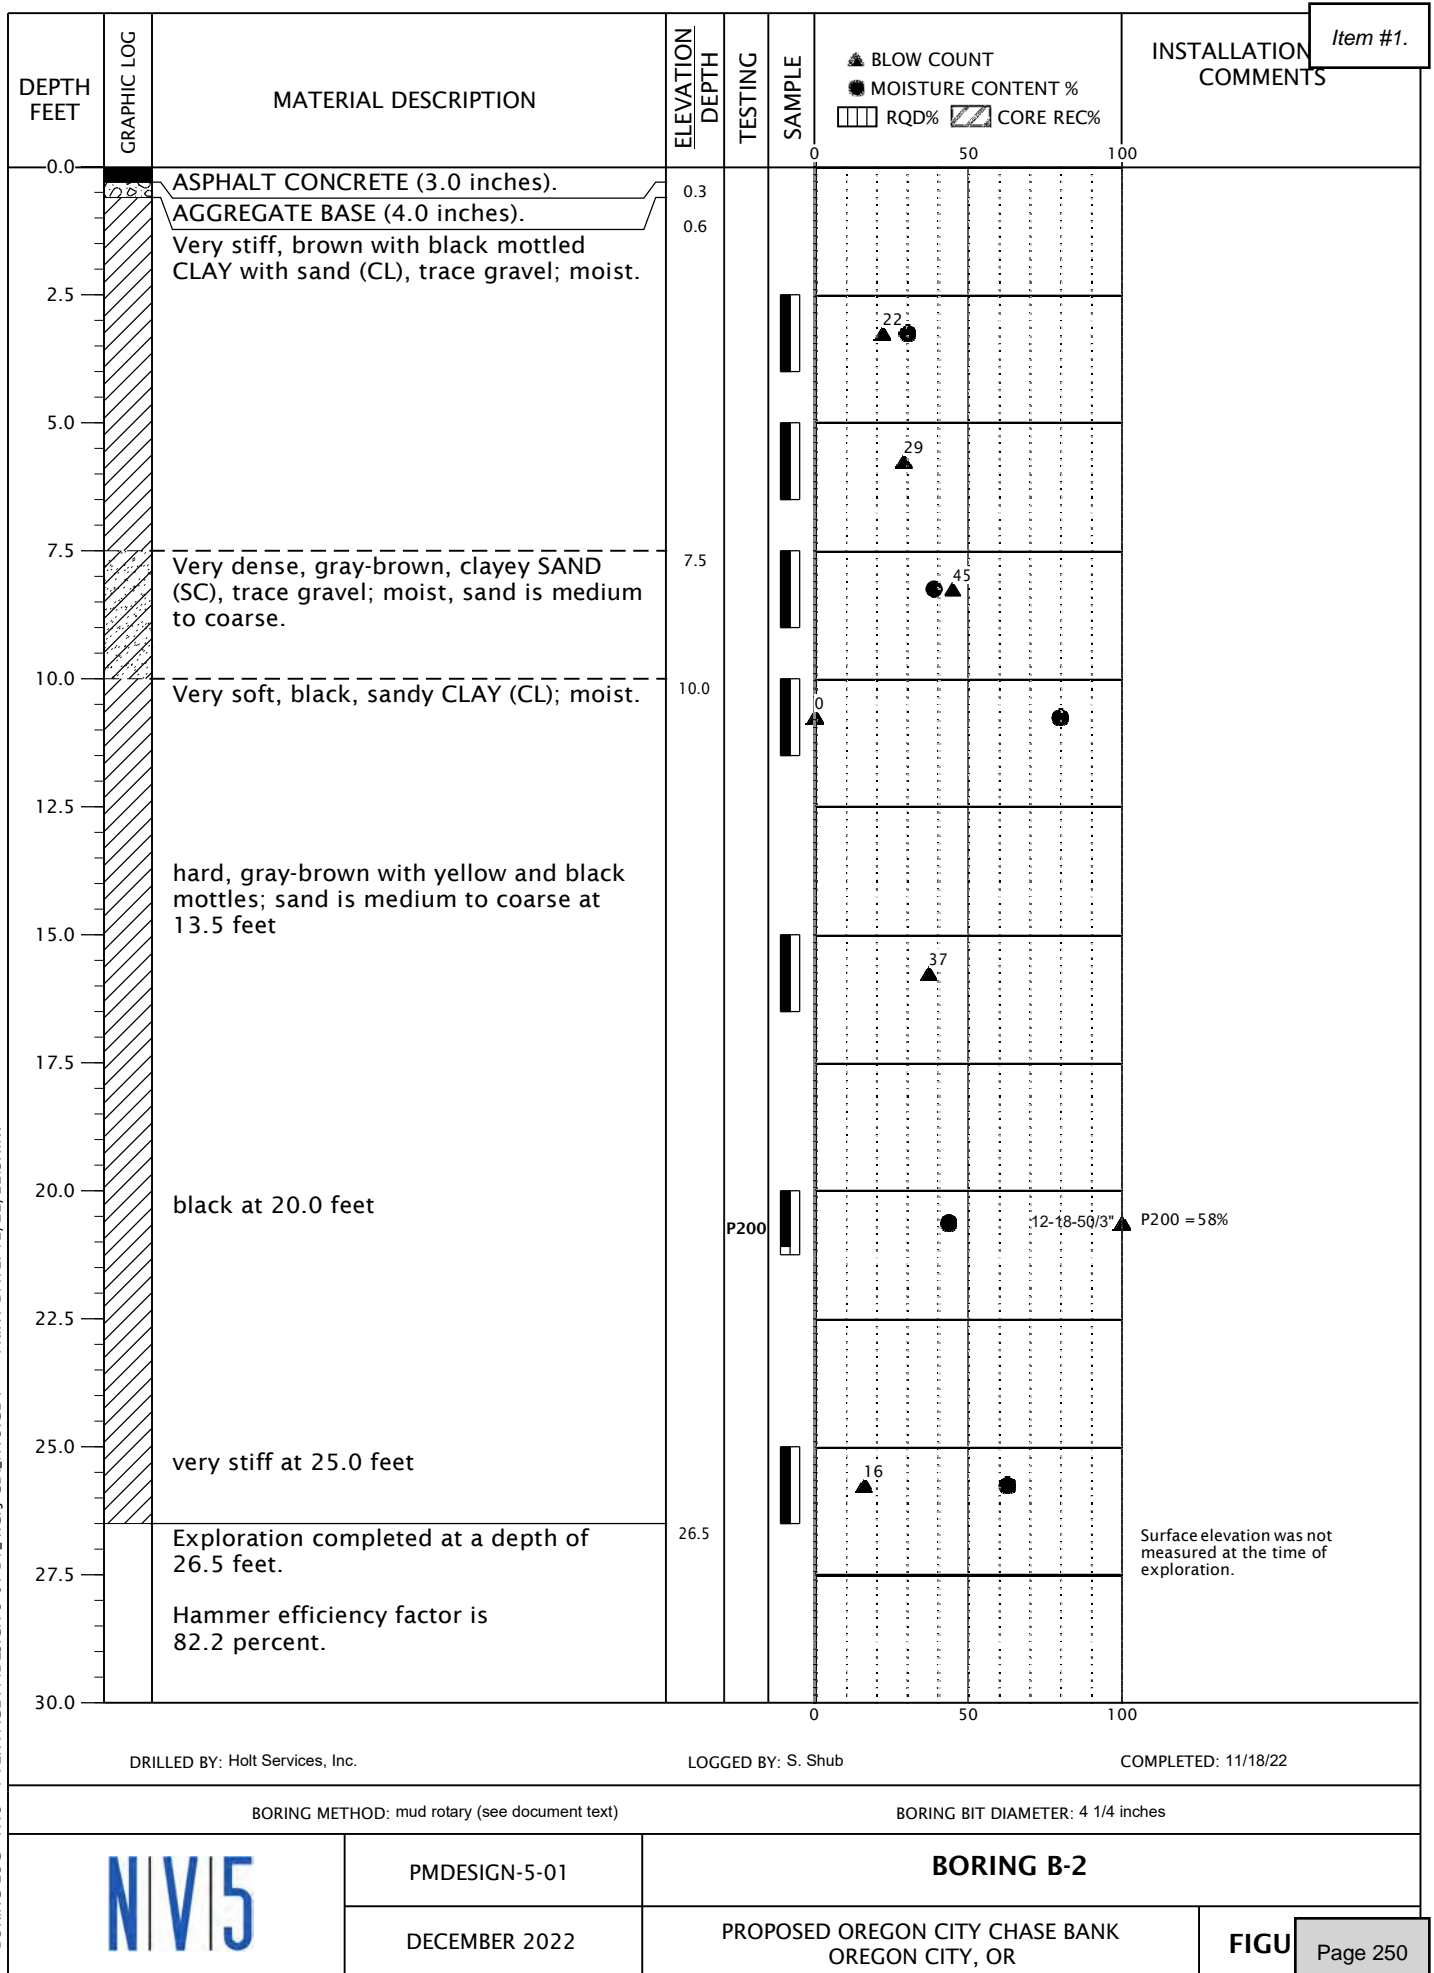 Item #1.
DEPTH
FEET
GRAPHIC LOG
MATERIAL DESCRIPTION
ELEVATION
DEPTH
TESTING
SAMPLE
BLOW COUNT
MOISTURE CONTENT %
RQD% CORE REC%
INSTALLATION
COMMENTS
0 50 100
0.0
ASPHALT CONCRETE (3.0 inches).
0.3
AGGREGATE BASE (4.0 inches).
0.6
Very stiff, brown with black mottled
CLAY with sand (CL), trace gravel; moist.
2.5
22
5.0
29
7.5
7.5
Very dense, gray-brown, clayey SAND
(SC), trace gravel; moist, sand is medium
to coarse.
45
10.0
Very soft, black, sandy CLAY (CL); moist.
10.0
0
12.5
hard, gray-brown with yellow and black
mottles; sand is medium to coarse at
13.5 feet
15.0
37
17.5
20.0
black at 20.0 feet
P200
12-18-50/3"
P200 = 58%
22.5
25.0
very stiff at 25.0 feet
16
Exploration completed at a depth of
26.5 feet.
26.5
Surface elevation was not
measured at the time of
exploration.
27.5
Hammer efficiency factor is
82.2 percent.
30.0
0 50 100
DRILLED BY: Holt Services, Inc.
LOGGED BY: S. Shub
COMPLETED: 11/18/22
BORING METHOD: mud rotary (see document text)
BORING BIT DIAMETER: 4 1/4 inches
N|V|5
PMDESIGN-5-01
BORING B-2
DECEMBER 2022
PROPOSED OREGON CITY CHASE BANK
OREGON CITY, OR
FIGU
Page 250